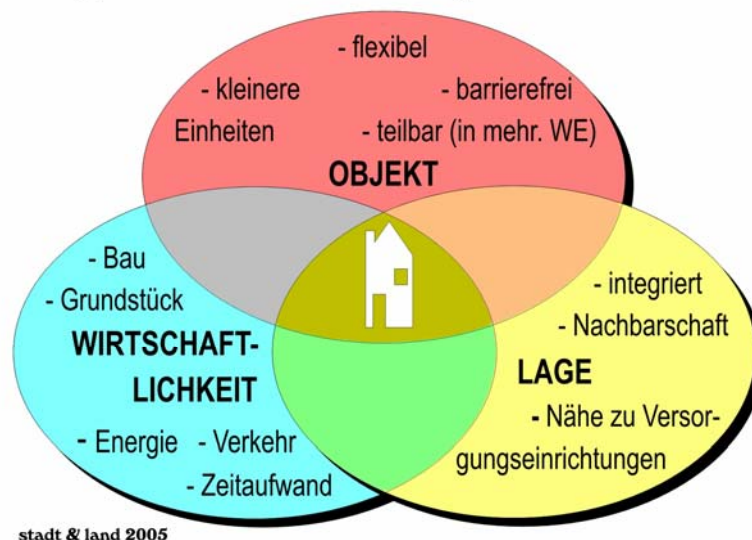 - flexibel
- kleinere
Einheiten
- barrierefrei
- teilbar (in mehr. WE)
OBJEKT
- Bau
- Grundstück
WIRTSCHAFT-
LICHKEIT
- Energie
- Verkehr
- Zeitaufwand
- integriert
- Nachbarschaft
LAGE
- Nähe zu Versor-
gungseinrichtungen
stadt & land 2005